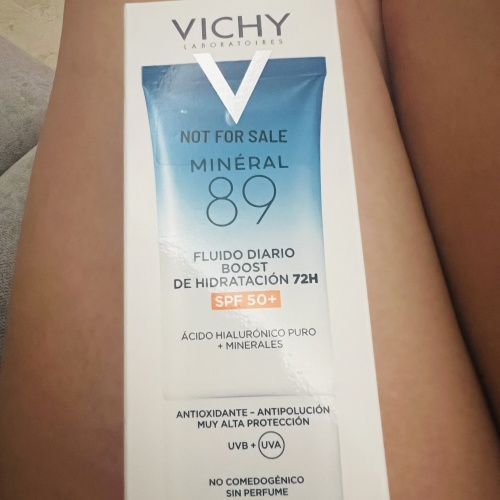 VICHY
LABORATOIRES
V
NOT FOR SALE
MINÉRAL
89
FLUIDO DIARIO
BOOST
DE HIDRATACIÓN 72H
SPF 50+
ÁCIDO HIALURÓNICO PURO
+ MINERALES
ANTIOXIDANTE – ANTIPOLUCIÓN
MUY ALTA PROTECCIÓN
UVB + UVA
NO COMEDOGÉNICO
SIN PERFUME